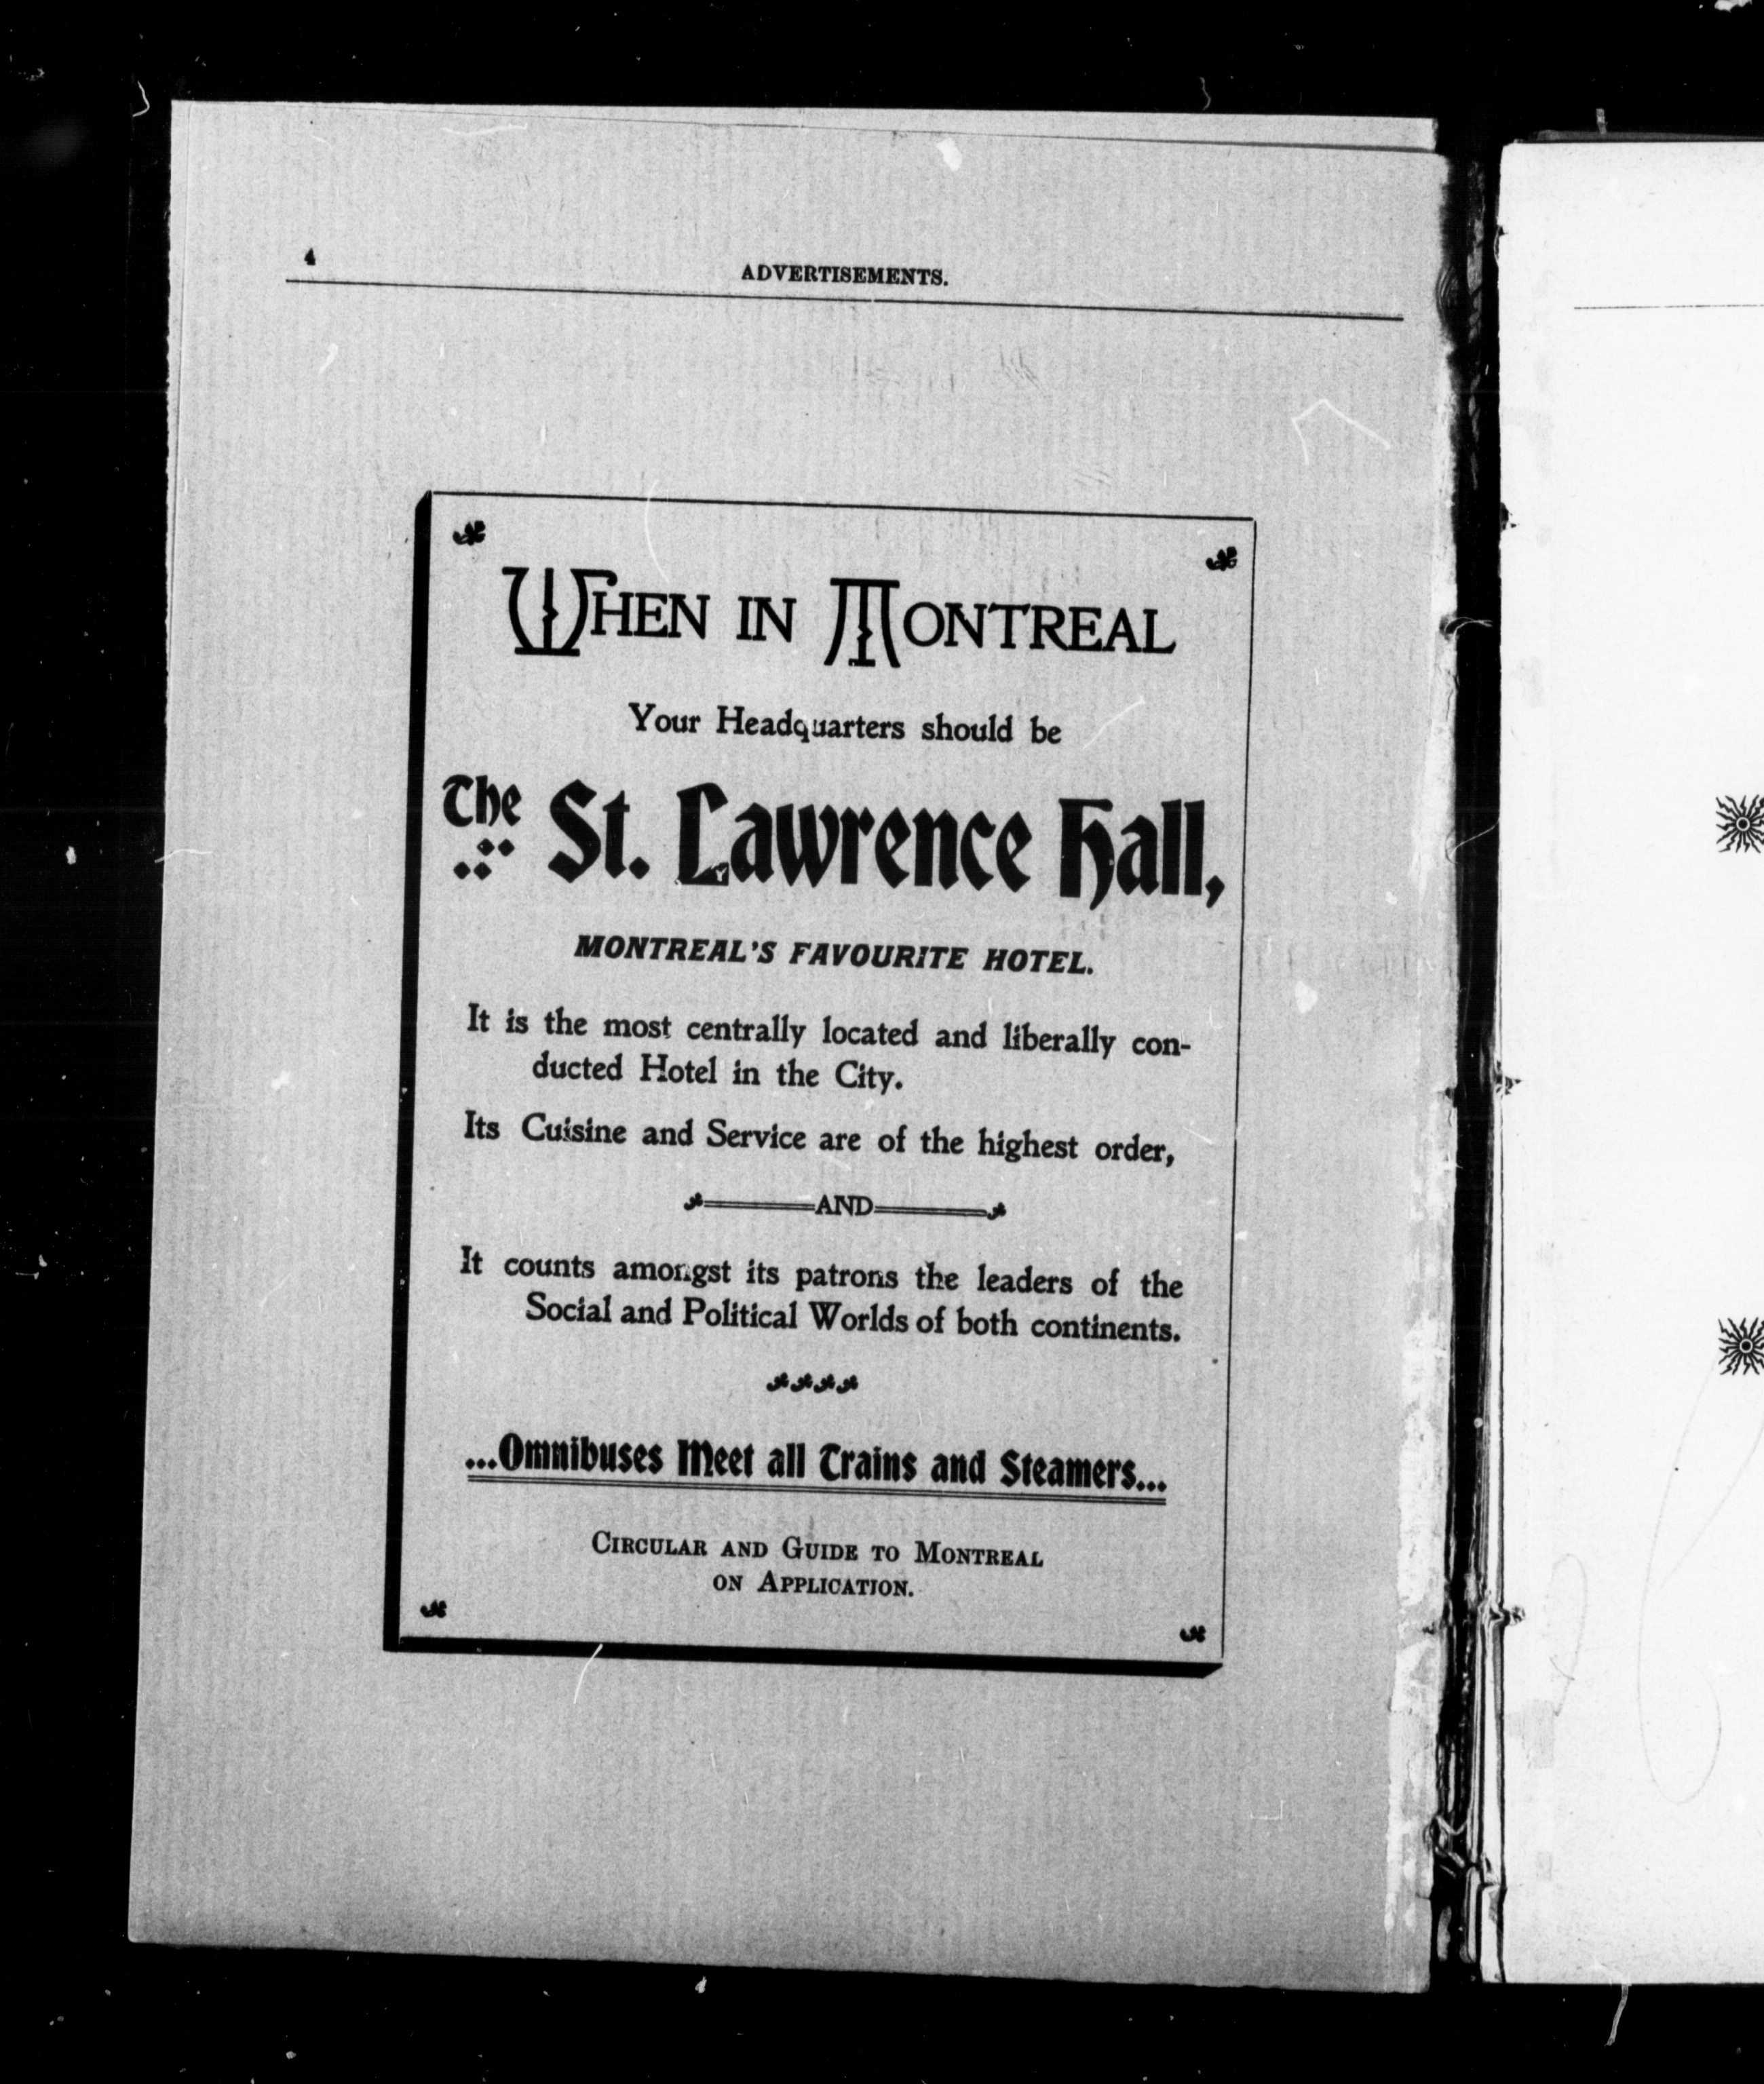 4
ADVERTISEMENTS.
WHEN IN MONTREAL
Your Headquarters should be
The St. Lawrence Hall,
MONTREAL'S FAVOURITE HOTEL.
It is the most centrally located and liberally con-
ducted Hotel in the City.
Its Cuisine and Service are of the highest order,
AND
It counts amongst its patrons the leaders of the
Social and Political Worlds of both continents.
...Omnibuses Meet all Trains and Steamers...
CIRCULAR AND GUIDE TO MONTREAL
ON APPLICATION.